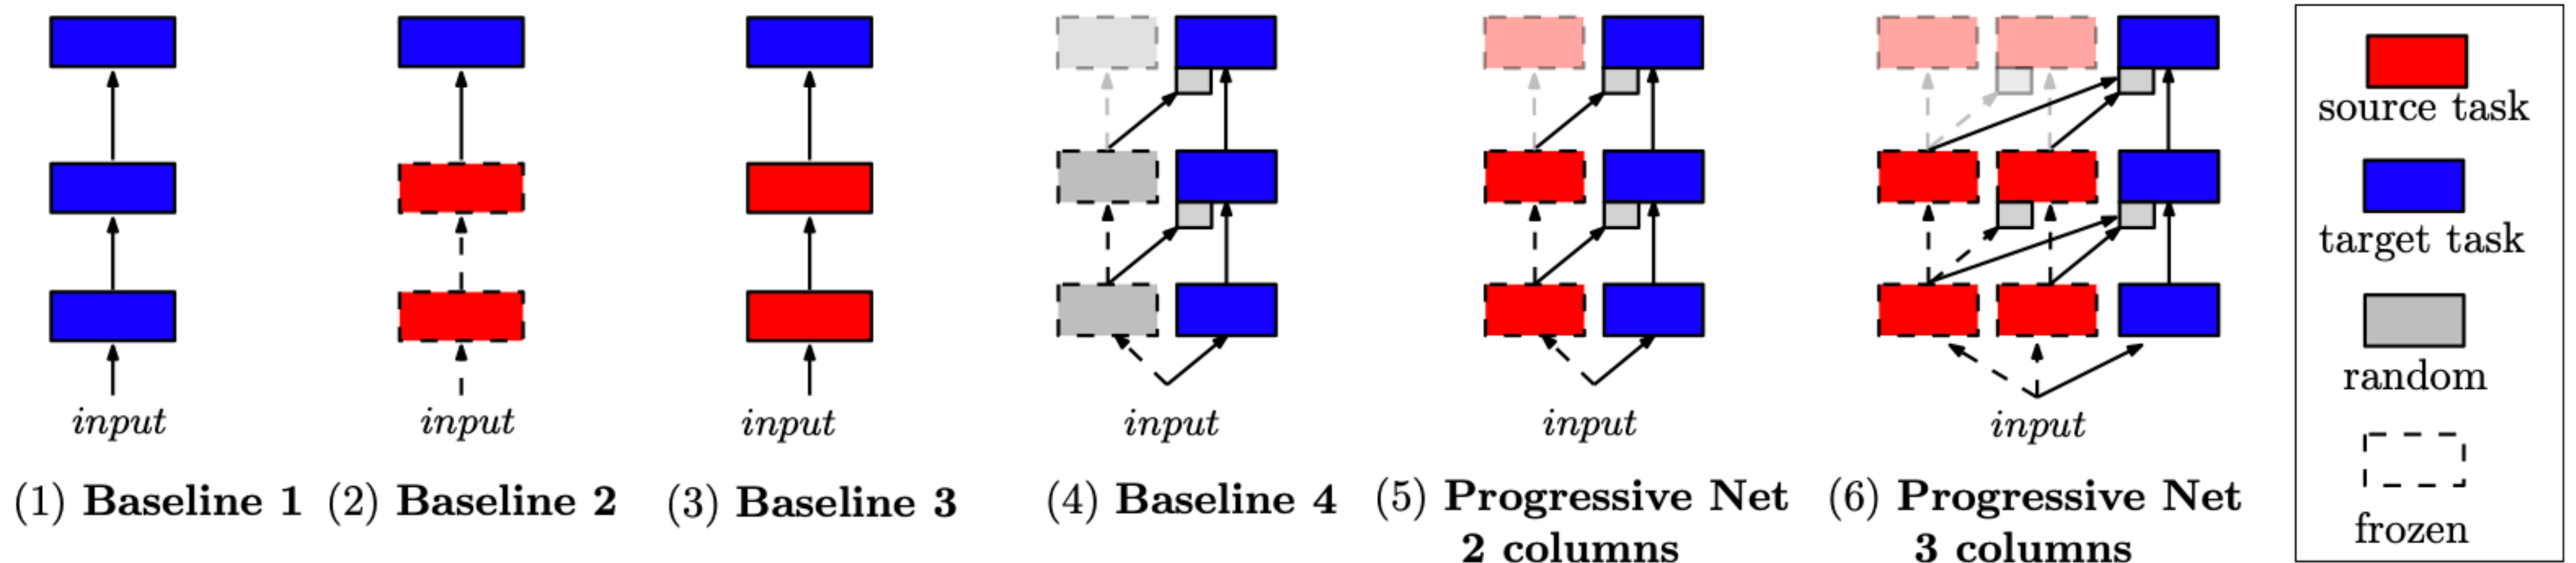 input
input
input
input
input
input
(1) Baseline 1
(2) Baseline 2
(3) Baseline 3
(4) Baseline 4
(5) Progressive Net
2 columns
(6) Progressive Net
3 columns
source task
target task
random
frozen